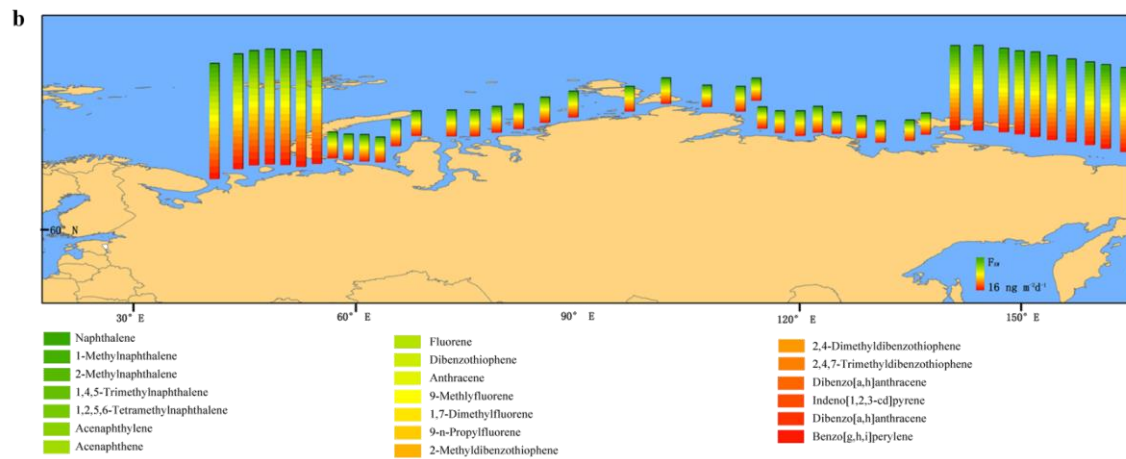 b
60° N
F_aw
16 ng m⁻²d⁻¹
30° E
60° E
90° E
120° E
150° E
Naphthalene
1-Methylnaphthalene
2-Methylnaphthalene
1,4,5-Trimethylnaphthalene
1,2,5,6-Tetramethylnaphthalene
Acenaphthylene
Acenaphthene
Fluorene
Dibenzothiophene
Anthracene
9-Methlyfluorene
1,7-Dimethylfluorene
9-n-Propylfluorene
2-Methyldibenzothiophene
2,4-Dimethyldibenzothiophene
2,4,7-Trimethyldibenzothiophene
Dibenzo[a,h]anthracene
Indeno[1,2,3-cd]pyrene
Dibenzo[a,h]anthracene
Benzo[g,h,i]perylene